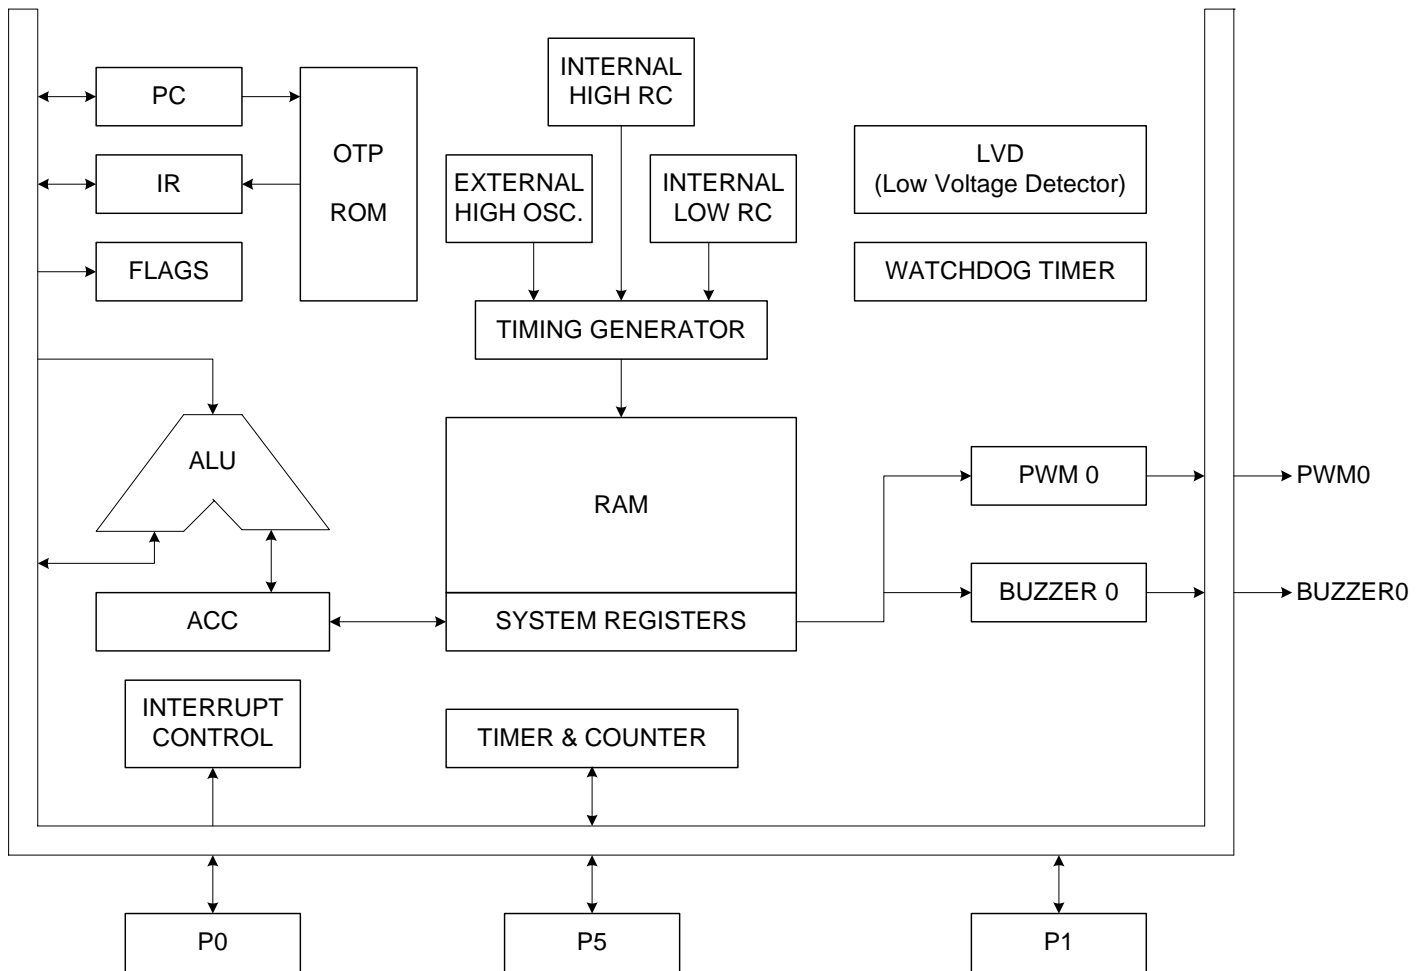 INTERNAL
HIGH RC
PC
OTP
ROM
LVD
(Low Voltage Detector)
IR
EXTERNAL
HIGH OSC.
INTERNAL
LOW RC
FLAGS
WATCHDOG TIMER
TIMING GENERATOR
ALU
RAM
PWM 0
PWM0
BUZZER 0
BUZZER0
ACC
SYSTEM REGISTERS
INTERRUPT
CONTROL
TIMER & COUNTER
P0
P5
P1